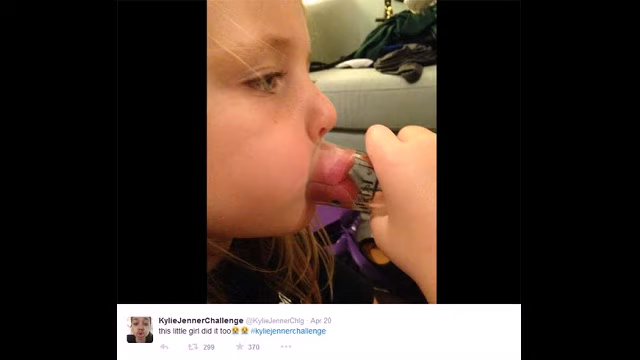 KylieJennerChallenge @KylieJennerChlg · Apr 20
this little girl did it too😭😭 #kyliejennerchallenge
299 370